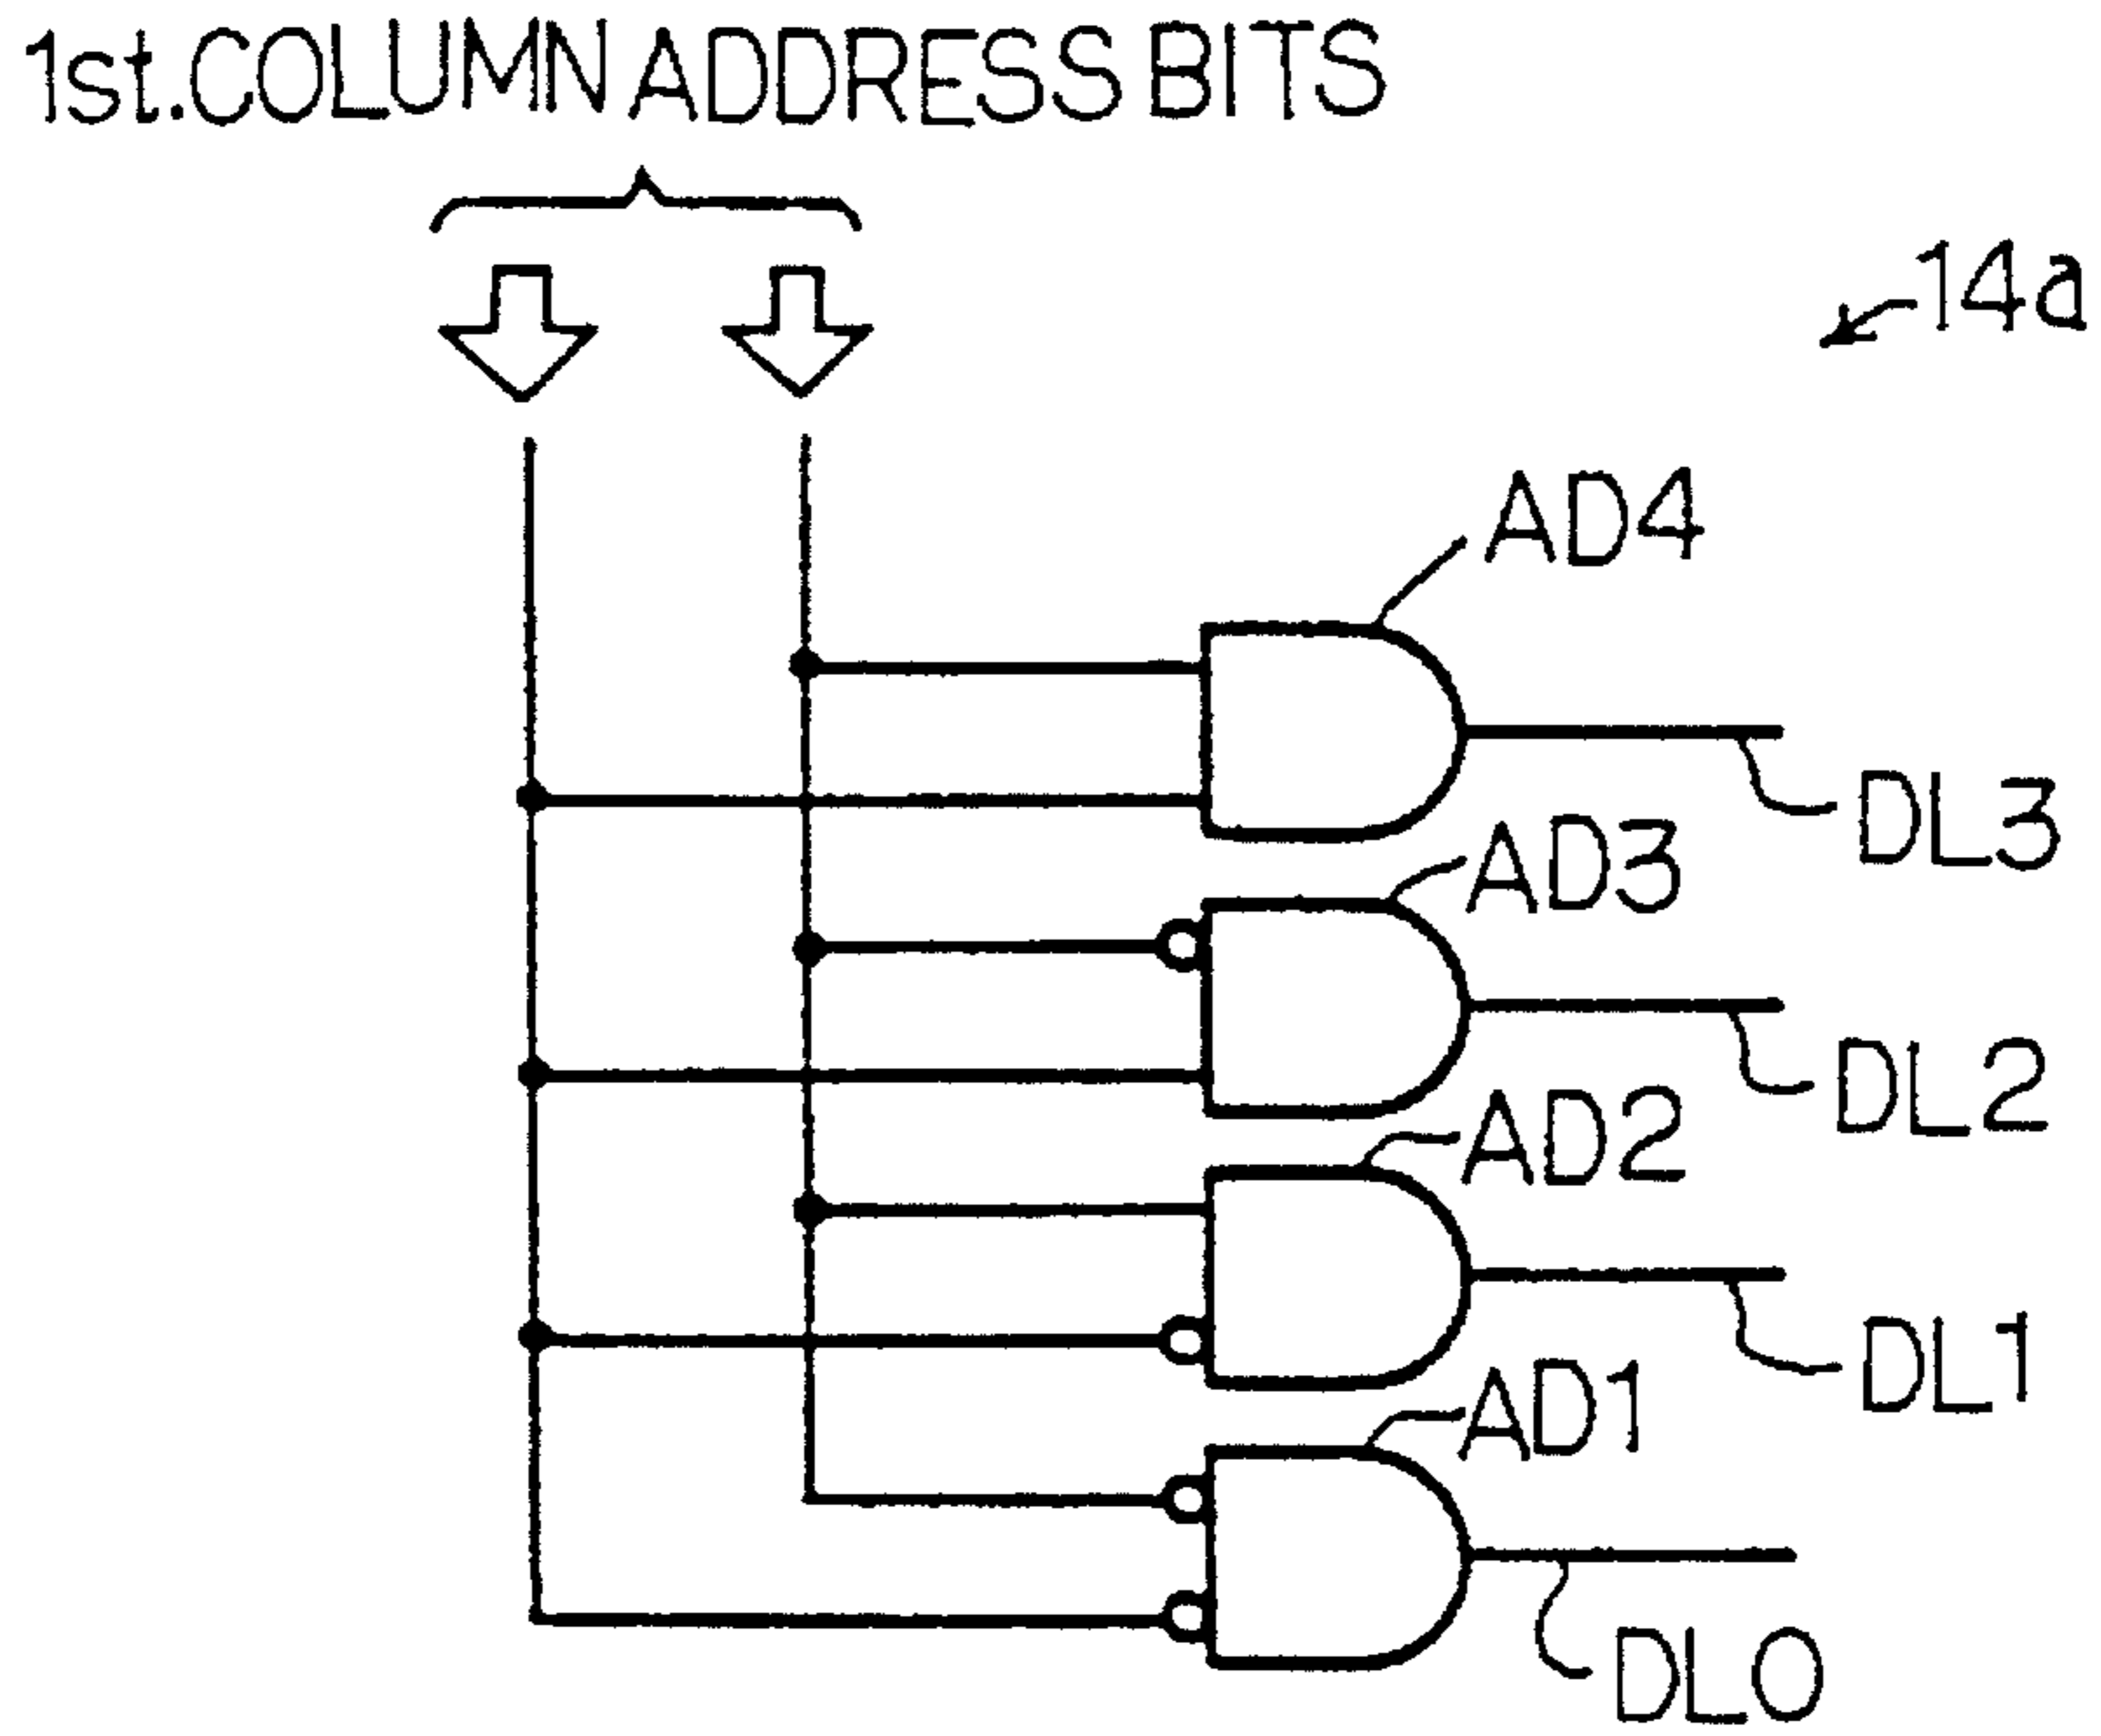 1st.COLUMN ADDRESS BITS
14a
AD4
DL3
AD3
DL2
AD2
DL1
AD1
DL0